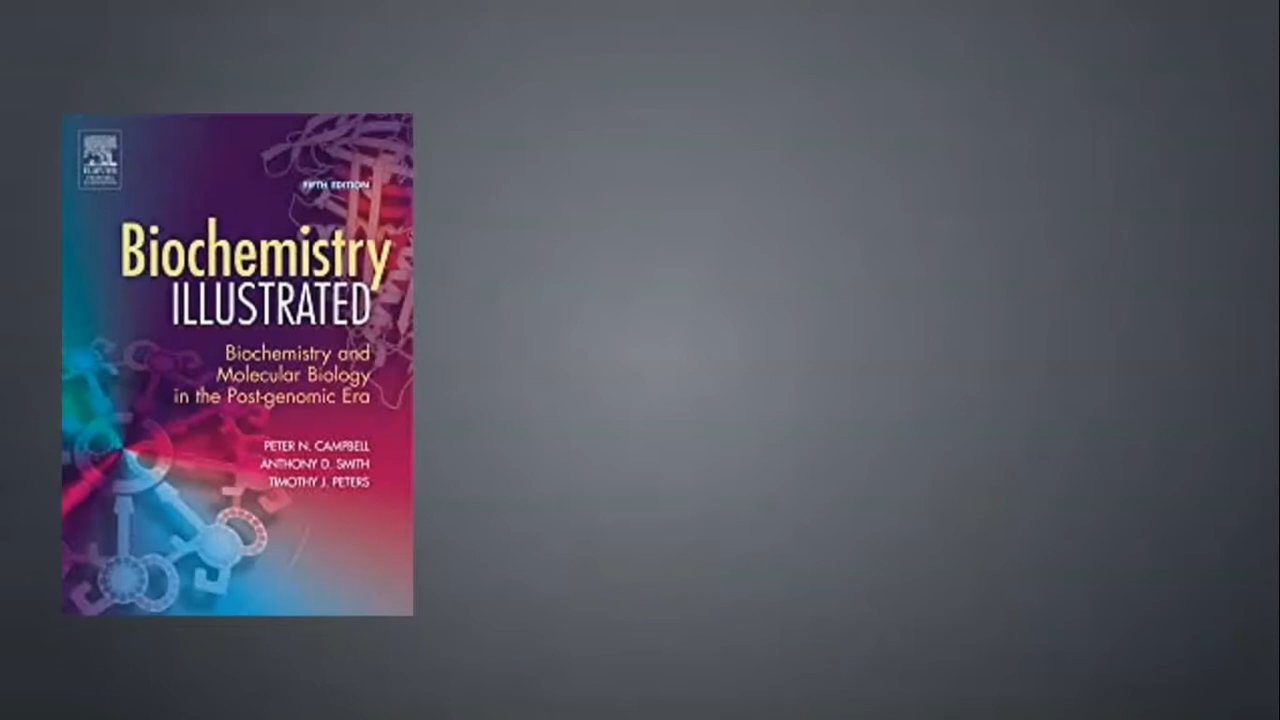 ELSEVIER
FIFTH EDITION
Biochemistry
ILLUSTRATED
Biochemistry and
Molecular Biology
in the Post-genomic Era
PETER N. CAMPBELL
ANTHONY D. SMITH
TIMOTHY J. PETERS